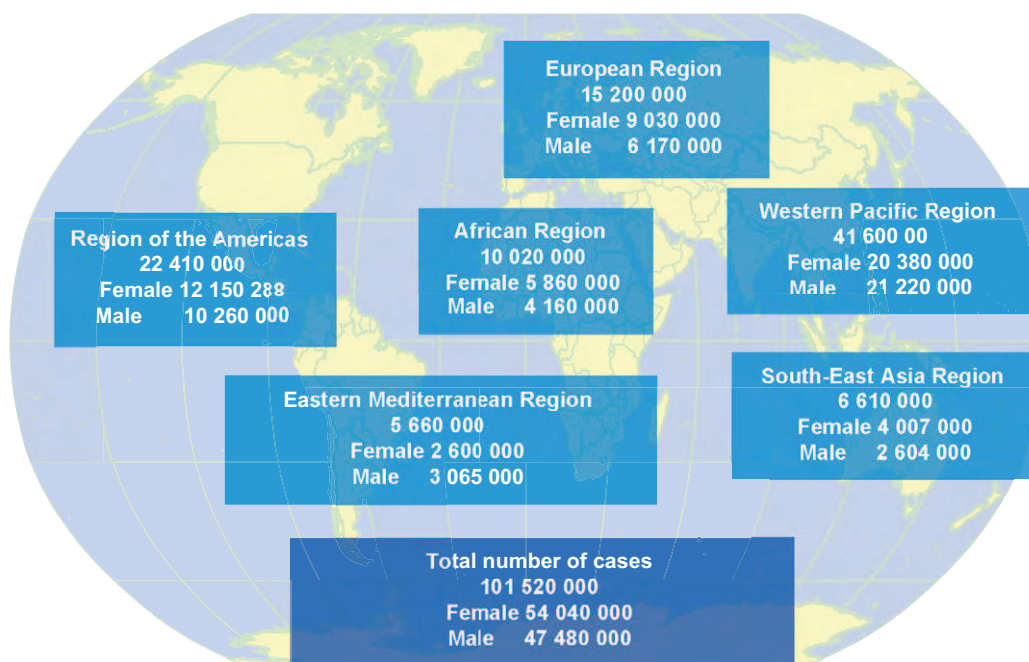 European Region
15 200 000
Female 9 030 000
Male 6 170 000
Region of the Americas
22 410 000
Female 12 150 288
Male 10 260 000
African Region
10 020 000
Female 5 860 000
Male 4 160 000
Western Pacific Region
41 600 00
Female 20 380 000
Male 21 220 000
Eastern Mediterranean Region
5 660 000
Female 2 600 000
Male 3 065 000
South-East Asia Region
6 610 000
Female 4 007 000
Male 2 604 000
Total number of cases
101 520 000
Female 54 040 000
Male 47 480 000